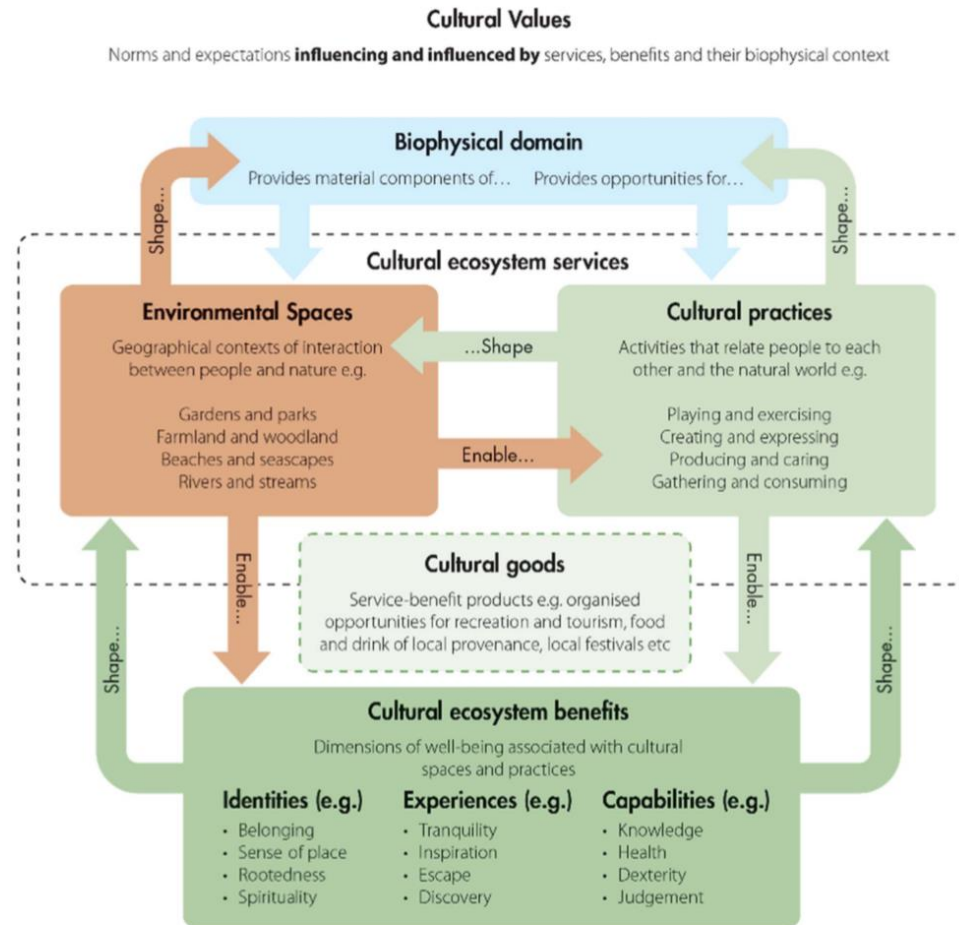 Cultural Values
Norms and expectations influencing and influenced by services, benefits and their biophysical context
Biophysical domain
Provides material components of... Provides opportunities for...
Shape...
Shape...
Cultural ecosystem services
Environmental Spaces
Geographical contexts of interaction
between people and nature e.g.
Gardens and parks
Farmland and woodland
Beaches and seascapes
Rivers and streams
...Shape
Enable...
Cultural practices
Activities that relate people to each
other and the natural world e.g.
Playing and exercising
Creating and expressing
Producing and caring
Gathering and consuming
Enable...
Enable...
Cultural goods
Service-benefit products e.g. organised
opportunities for recreation and tourism, food
and drink of local provenance, local festivals etc
Shape...
Shape...
Cultural ecosystem benefits
Dimensions of well-being associated with cultural
spaces and practices
Identities (e.g.)
• Belonging
• Sense of place
• Rootedness
• Spirituality
Experiences (e.g.)
• Tranquility
• Inspiration
• Escape
• Discovery
Capabilities (e.g.)
• Knowledge
• Health
• Dexterity
• Judgement